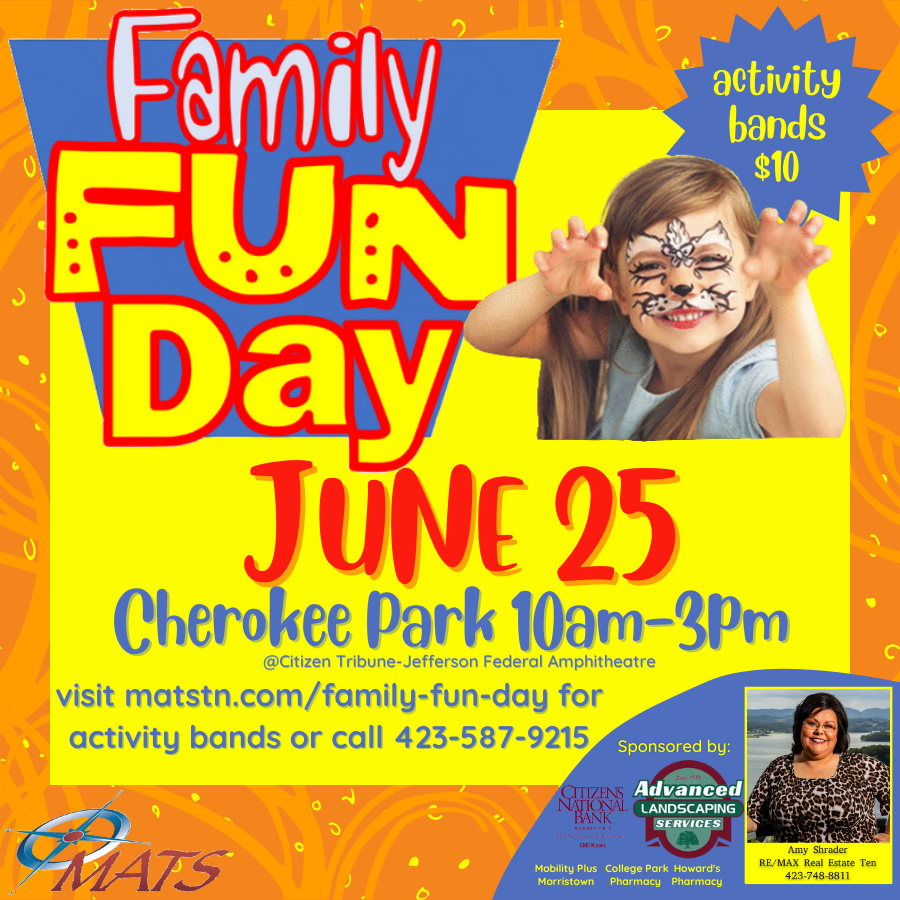 Family
FUN
Day
activity
bands
$10
JUNE 25
Cherokee Park 10am-3Pm
@Citizen Tribune-Jefferson Federal Amphitheatre
visit matstn.com/family-fun-day for
activity bands or call 423-587-9215
Sponsored by:
CITIZENS
NATIONAL
BANK
Advanced
LANDSCAPING
SERVICES
Mobility Plus
Morristown
College Park
Pharmacy
Howard's
Pharmacy
Amy Shrader
RE/MAX Real Estate Ten
423-748-8811
MATS